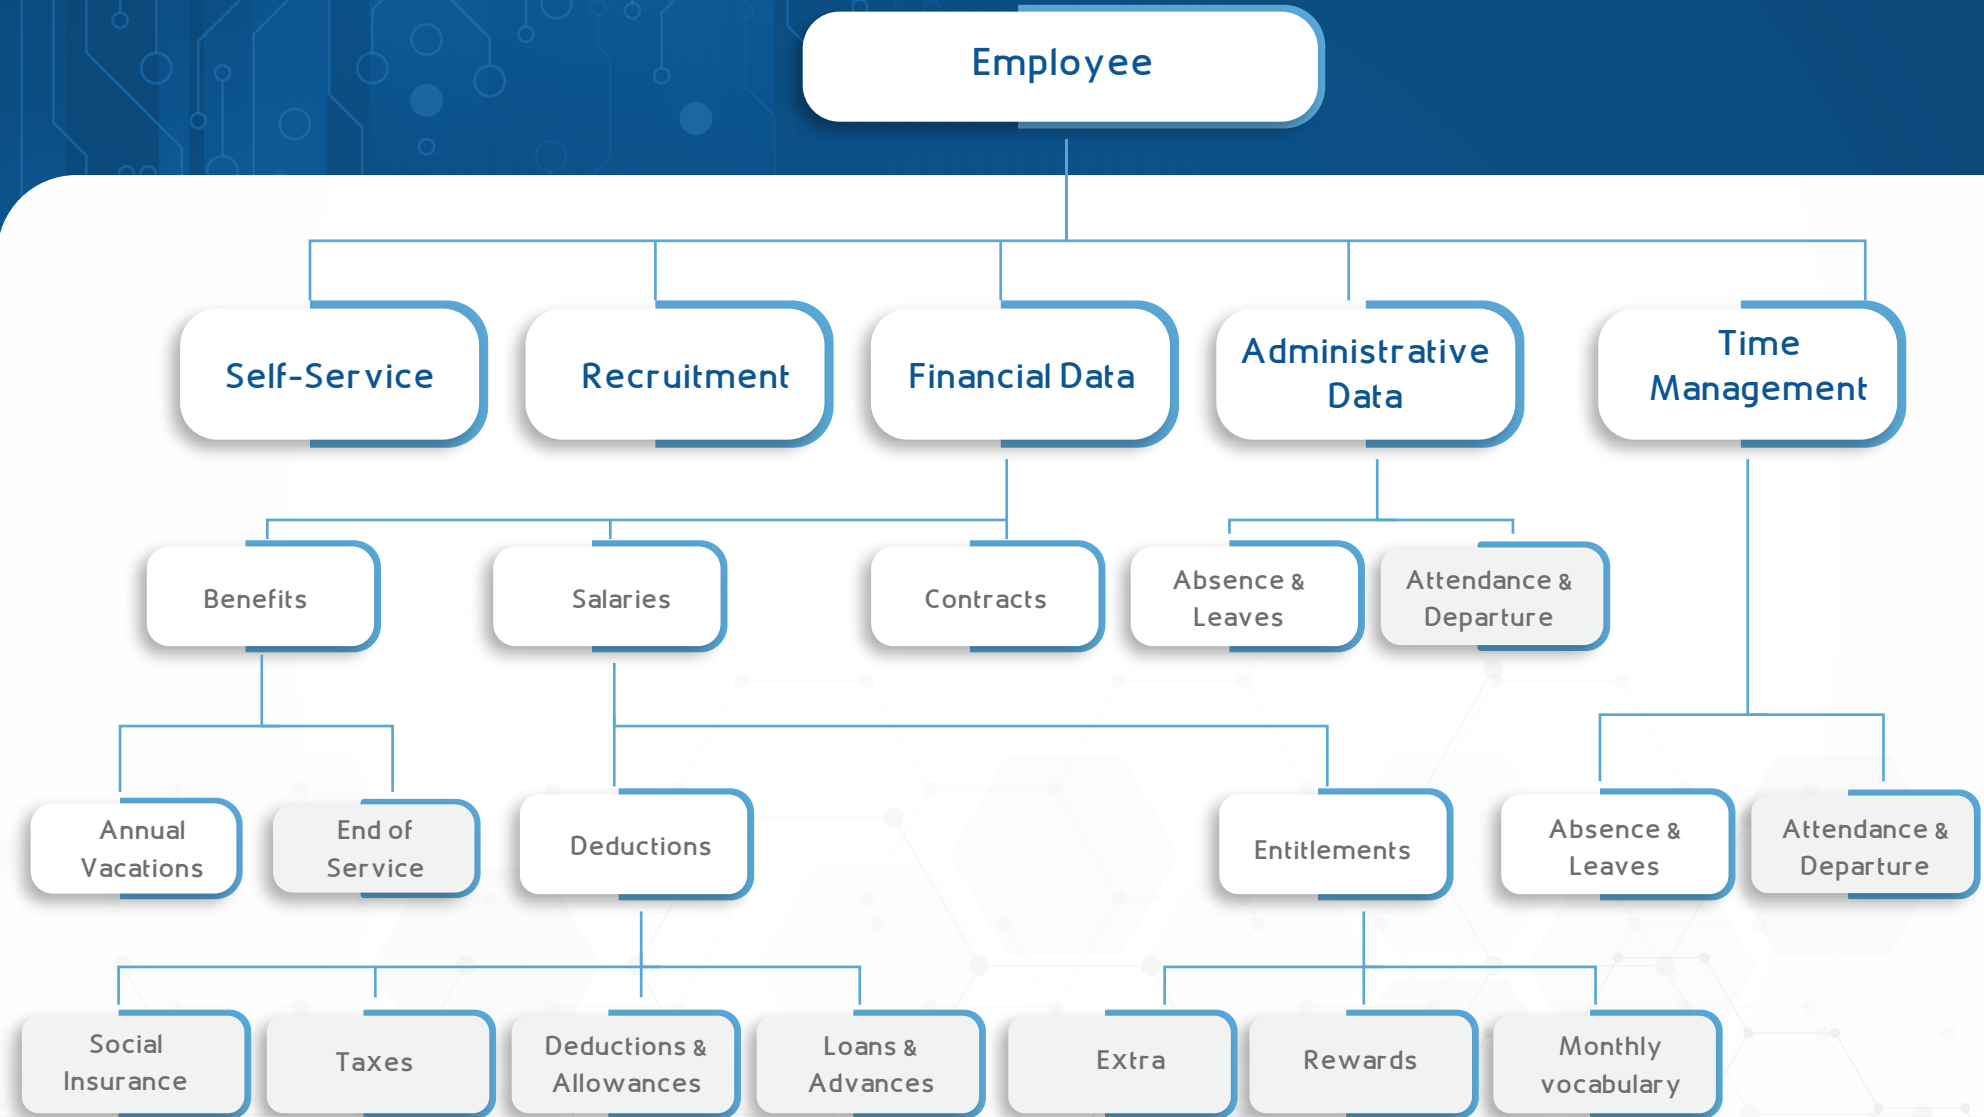 Employee
Self-Service
Recruitment
Financial Data
Administrative
Data
Time
Management
Benefits
Salaries
Contracts
Absence &
Leaves
Attendance &
Departure
Annual
Vacations
End of
Service
Deductions
Entitlements
Absence &
Leaves
Attendance &
Departure
Social
Insurance
Taxes
Deductions &
Allowances
Loans &
Advances
Extra
Rewards
Monthly
vocabulary